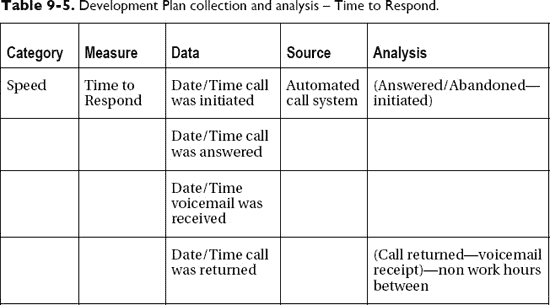 Table 9-5. Development Plan collection and analysis – Time to Respond.
Category Measure Data Source Analysis
Speed Time to Respond Date/Time call was initiated Automated call system (Answered/Abandoned—initiated)
Date/Time call was answered
Date/Time voicemail was received
Date/Time call was returned (Call returned—voicemail receipt)—non work hours between